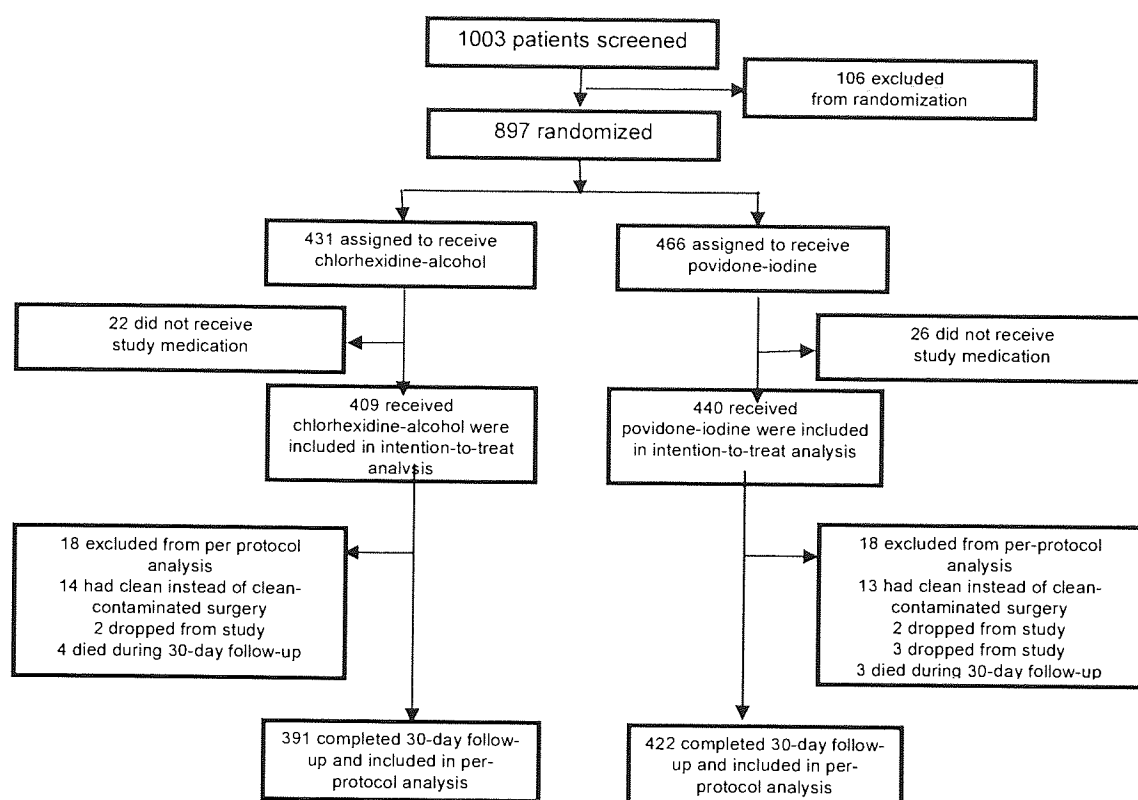 1003 patients screened
106 excluded
from randomization
897 randomized
431 assigned to receive
chlorhexidine-alcohol
466 assigned to receive
povidone-iodine
22 did not receive
study medication
26 did not receive
study medication
409 received
chlorhexidine-alcohol were
included in intention-to-treat
analysis
440 received
povidone-iodine were included
in intention-to-treat analysis
18 excluded from per protocol
analysis
14 had clean instead of clean-
contaminated surgery
2 dropped from study
4 died during 30-day follow-up
18 excluded from per-protocol
analysis
13 had clean instead of clean-
contaminated surgery
2 dropped from study
3 dropped from study
3 died during 30-day follow-up
391 completed 30-day follow-
up and included in per-
protocol analysis
422 completed 30-day follow-
up and included in per-
protocol analysis